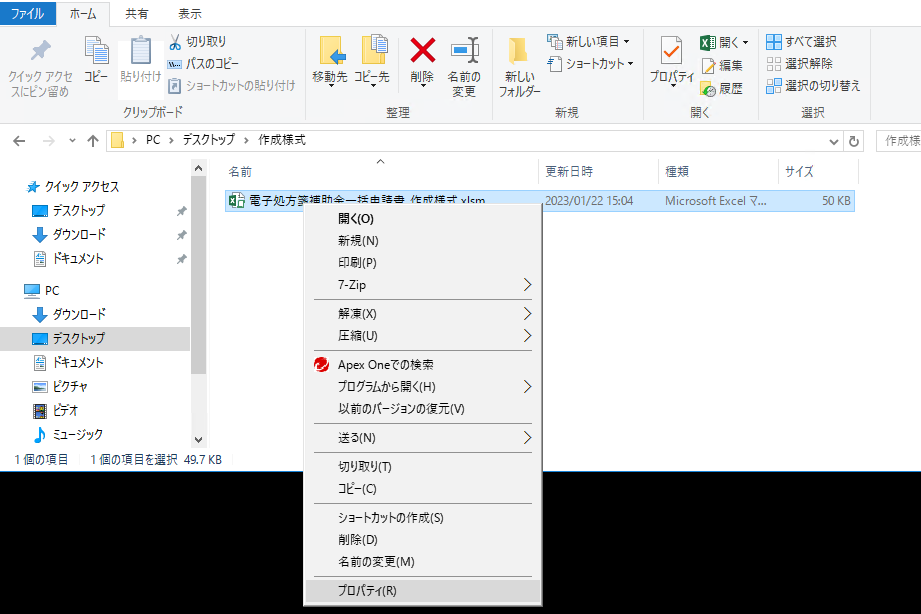 ファイル ホーム 共有 表示
クイック アクセスにピン留め
コピー
貼り付け
切り取り
パスのコピー
ショートカットの貼り付け
クリップボード
移動先
コピー先
削除
名前の変更
整理
新しいフォルダー
新しい項目
ショートカット
新規
プロパティ
開く
編集
履歴
開く
すべて選択
選択解除
選択の切り替え
選択
PC › デスクトップ › 作成様式
作成様
クイック アクセス
デスクトップ
ダウンロード
ドキュメント
PC
ダウンロード
デスクトップ
ドキュメント
ピクチャ
ビデオ
ミュージック
名前 更新日時 種類 サイズ
電子処方箋補助金一括申請書_作成様式.xlsm 2023/01/22 15:04 Microsoft Excel マ... 50 KB
開く(O)
新規(N)
印刷(P)
7-Zip
解凍(X)
圧縮(U)
Apex Oneでの検索
プログラムから開く(H)
以前のバージョンの復元(V)
送る(N)
切り取り(T)
コピー(C)
ショートカットの作成(S)
削除(D)
名前の変更(M)
プロパティ(R)
1 個の項目 1 個の項目を選択 49.7 KB